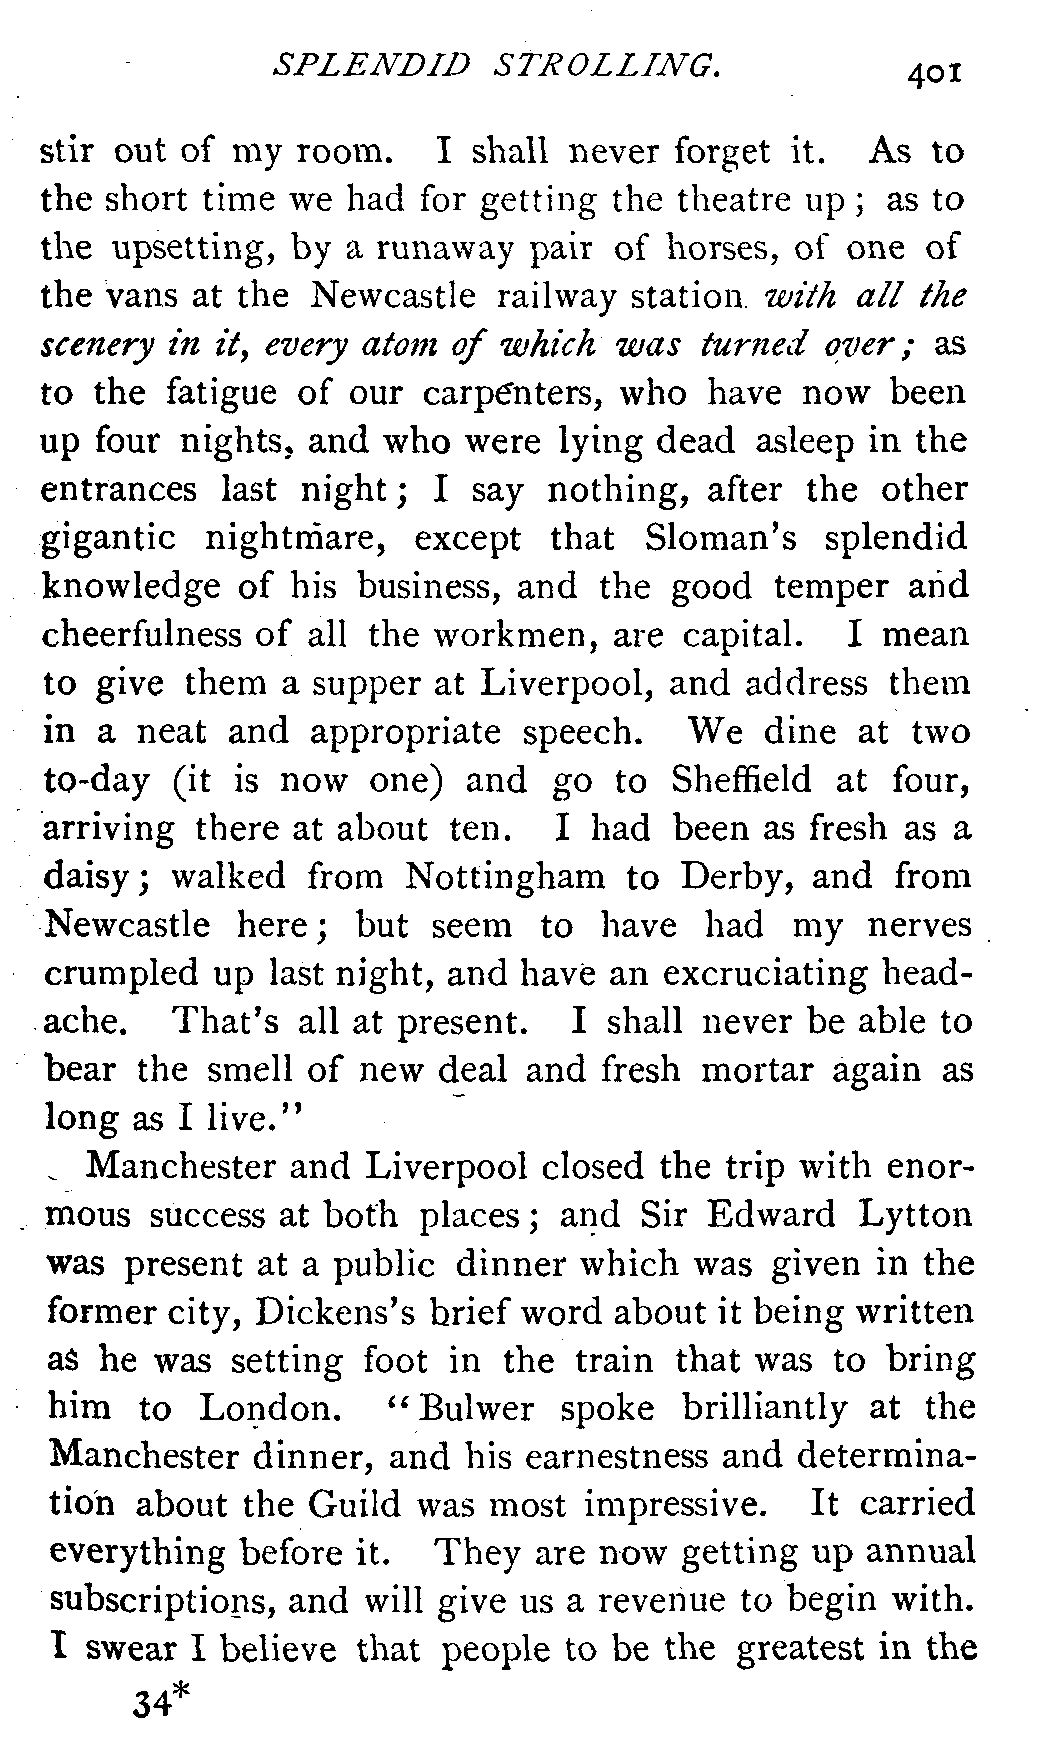 SPLENDID STROLLING. 401
stir out of my room. I shall never forget it. As to
the short time we had for getting the theatre up; as to
the upsetting, by a runaway pair of horses, of one of
the vans at the Newcastle railway station. with all the
scenery in it, every atom of which was turned over; as
to the fatigue of our carpenters, who have now been
up four nights, and who were lying dead asleep in the
entrances last night; I say nothing, after the other
gigantic nightmare, except that Sloman's splendid
knowledge of his business, and the good temper and
cheerfulness of all the workmen, are capital. I mean
to give them a supper at Liverpool, and address them
in a neat and appropriate speech. We dine at two
to-day (it is now one) and go to Sheffield at four,
arriving there at about ten. I had been as fresh as a
daisy; walked from Nottingham to Derby, and from
Newcastle here; but seem to have had my nerves
crumpled up last night, and have an excruciating head-
ache. That's all at present. I shall never be able to
bear the smell of new deal and fresh mortar again as
long as I live."
Manchester and Liverpool closed the trip with enor-
mous success at both places; and Sir Edward Lytton
was present at a public dinner which was given in the
former city, Dickens's brief word about it being written
as he was setting foot in the train that was to bring
him to London. "Bulwer spoke brilliantly at the
Manchester dinner, and his earnestness and determina-
tion about the Guild was most impressive. It carried
everything before it. They are now getting up annual
subscriptions, and will give us a revenue to begin with.
I swear I believe that people to be the greatest in the
34*